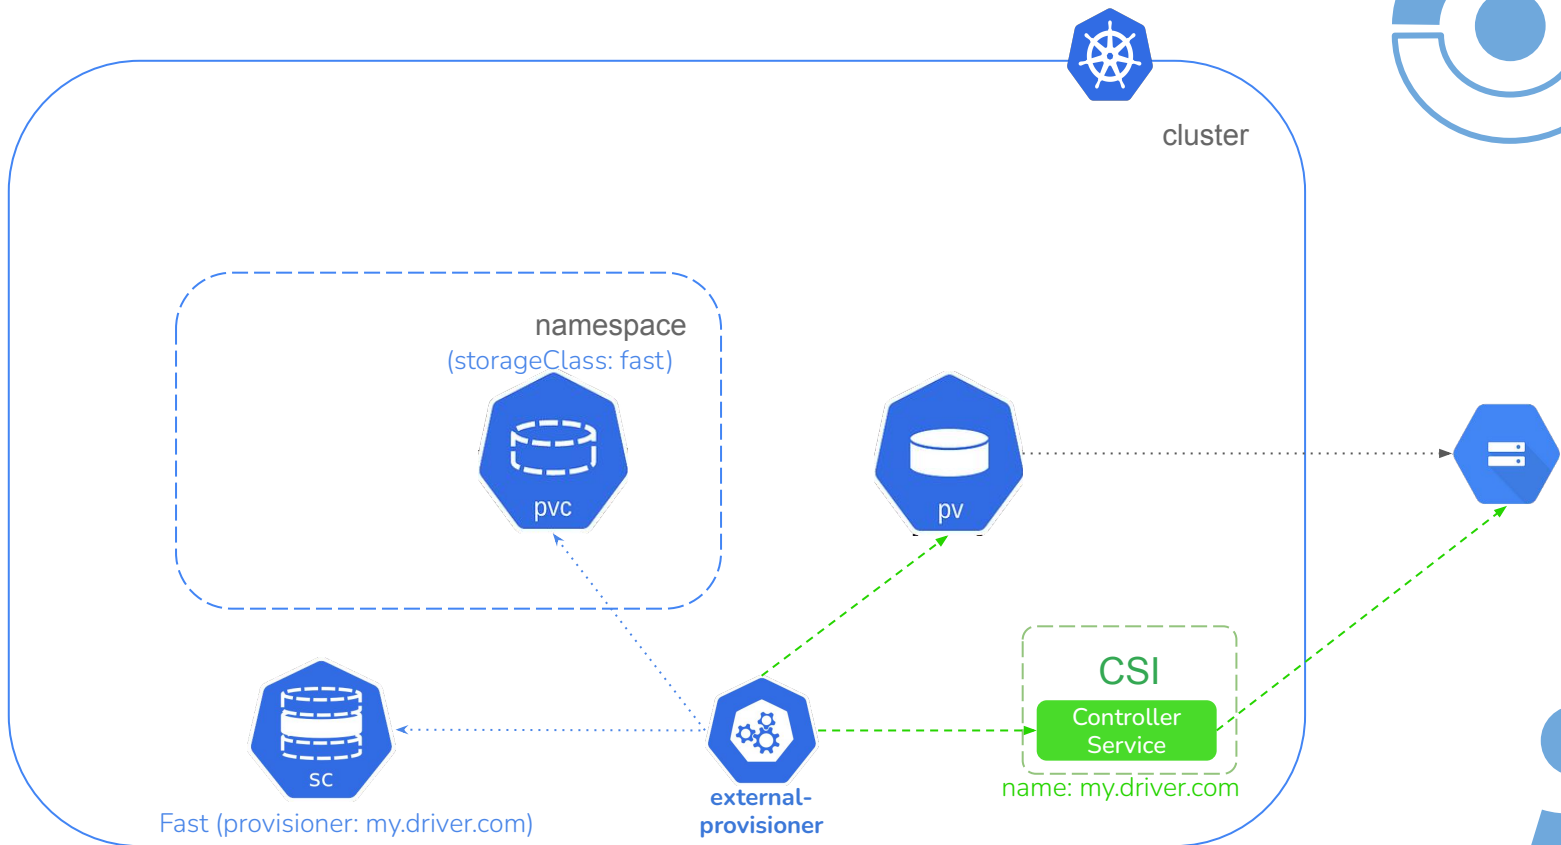 cluster
namespace
(storageClass: fast)
pvc
pv
CSI
Controller
Service
name: my.driver.com
sc
external-
provisioner
Fast (provisioner: my.driver.com)